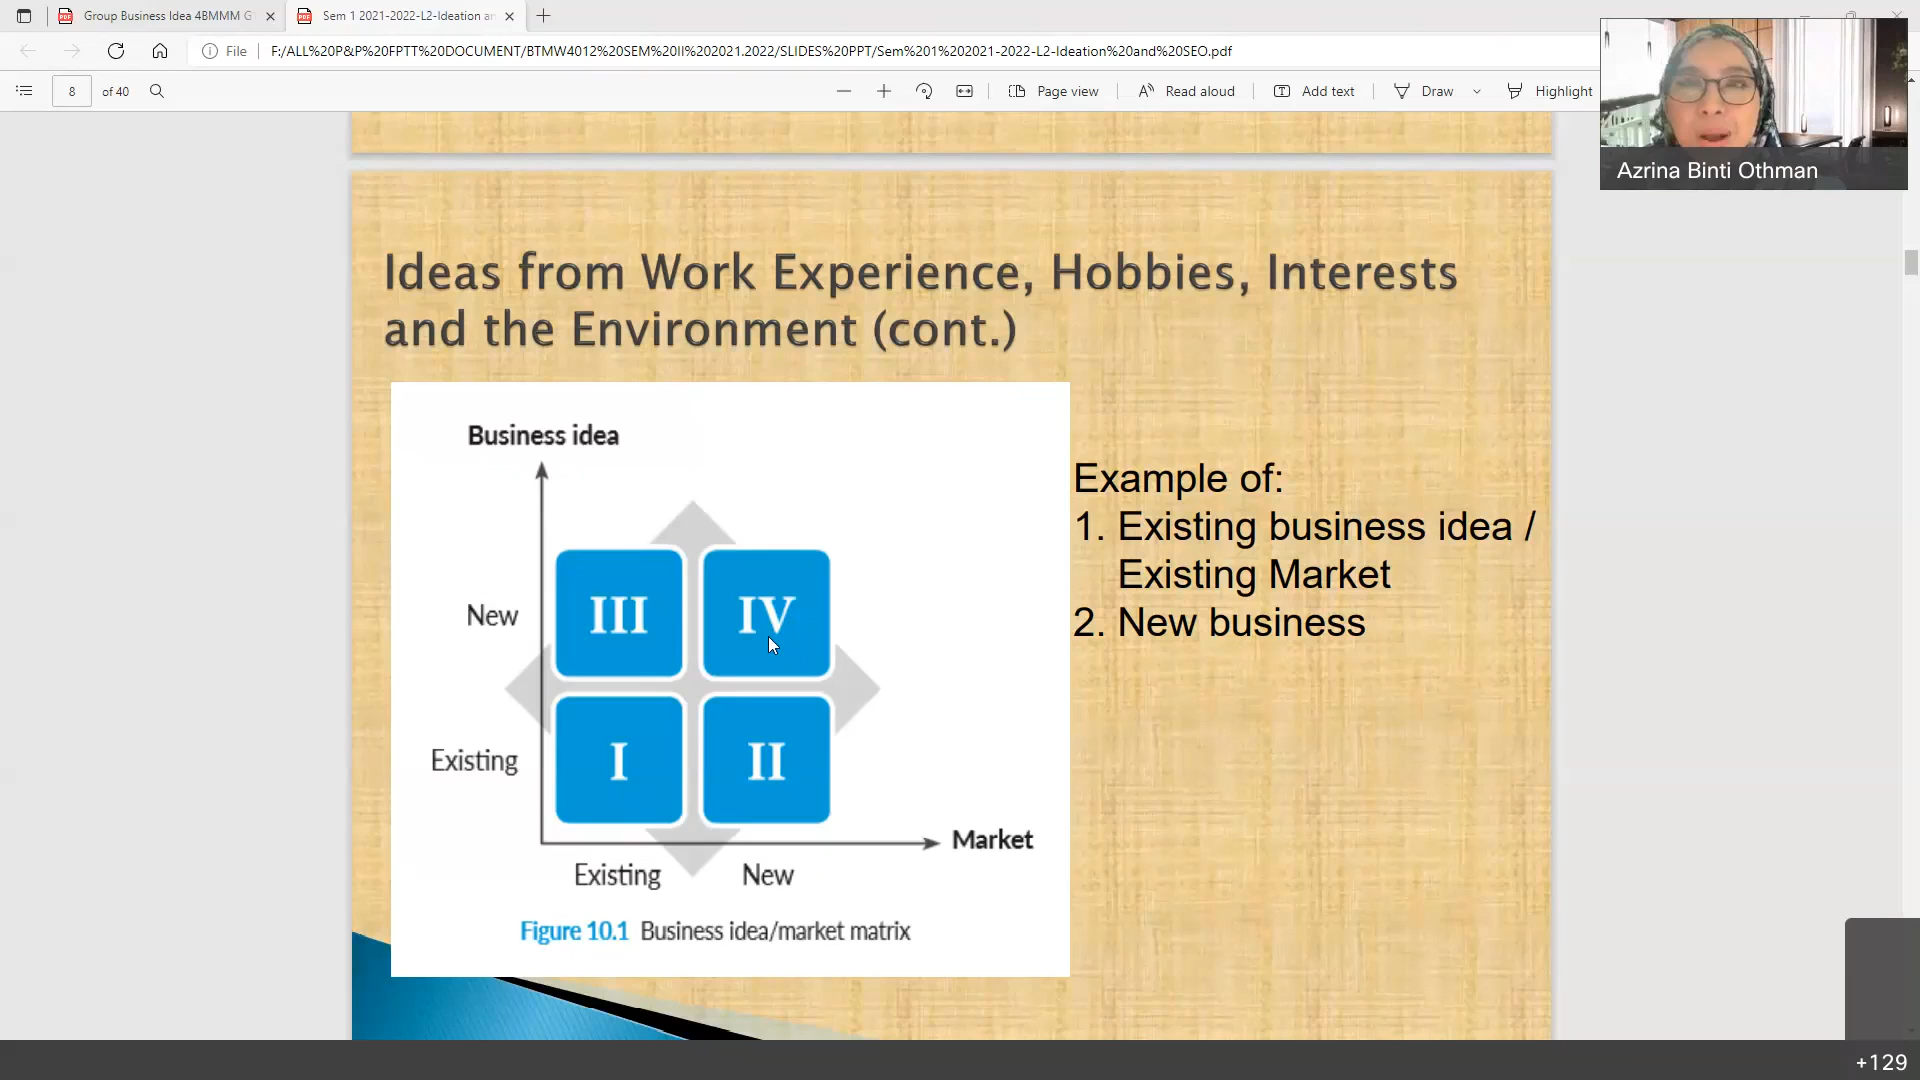 Group Business Idea 4BMMM G
Sem 1 2021-2022-L2-Ideation an
File
F:/ALL%20P&P%20FPTT%20DOCUMENT/BTMW4012%20SEM%20II%202021.2022/SLIDES%20PPT/Sem%201%202021-2022-L2-Ideation%20and%20SEO.pdf
8 of 40
Page view
Read aloud
Add text
Draw
Highlight
Azrina Binti Othman
Ideas from Work Experience, Hobbies, Interests
and the Environment (cont.)
Business idea
New
III
IV
Existing
I
II
Market
Existing
New
Figure 10.1 Business idea/market matrix
Example of:
1. Existing business idea /
Existing Market
2. New business
+129